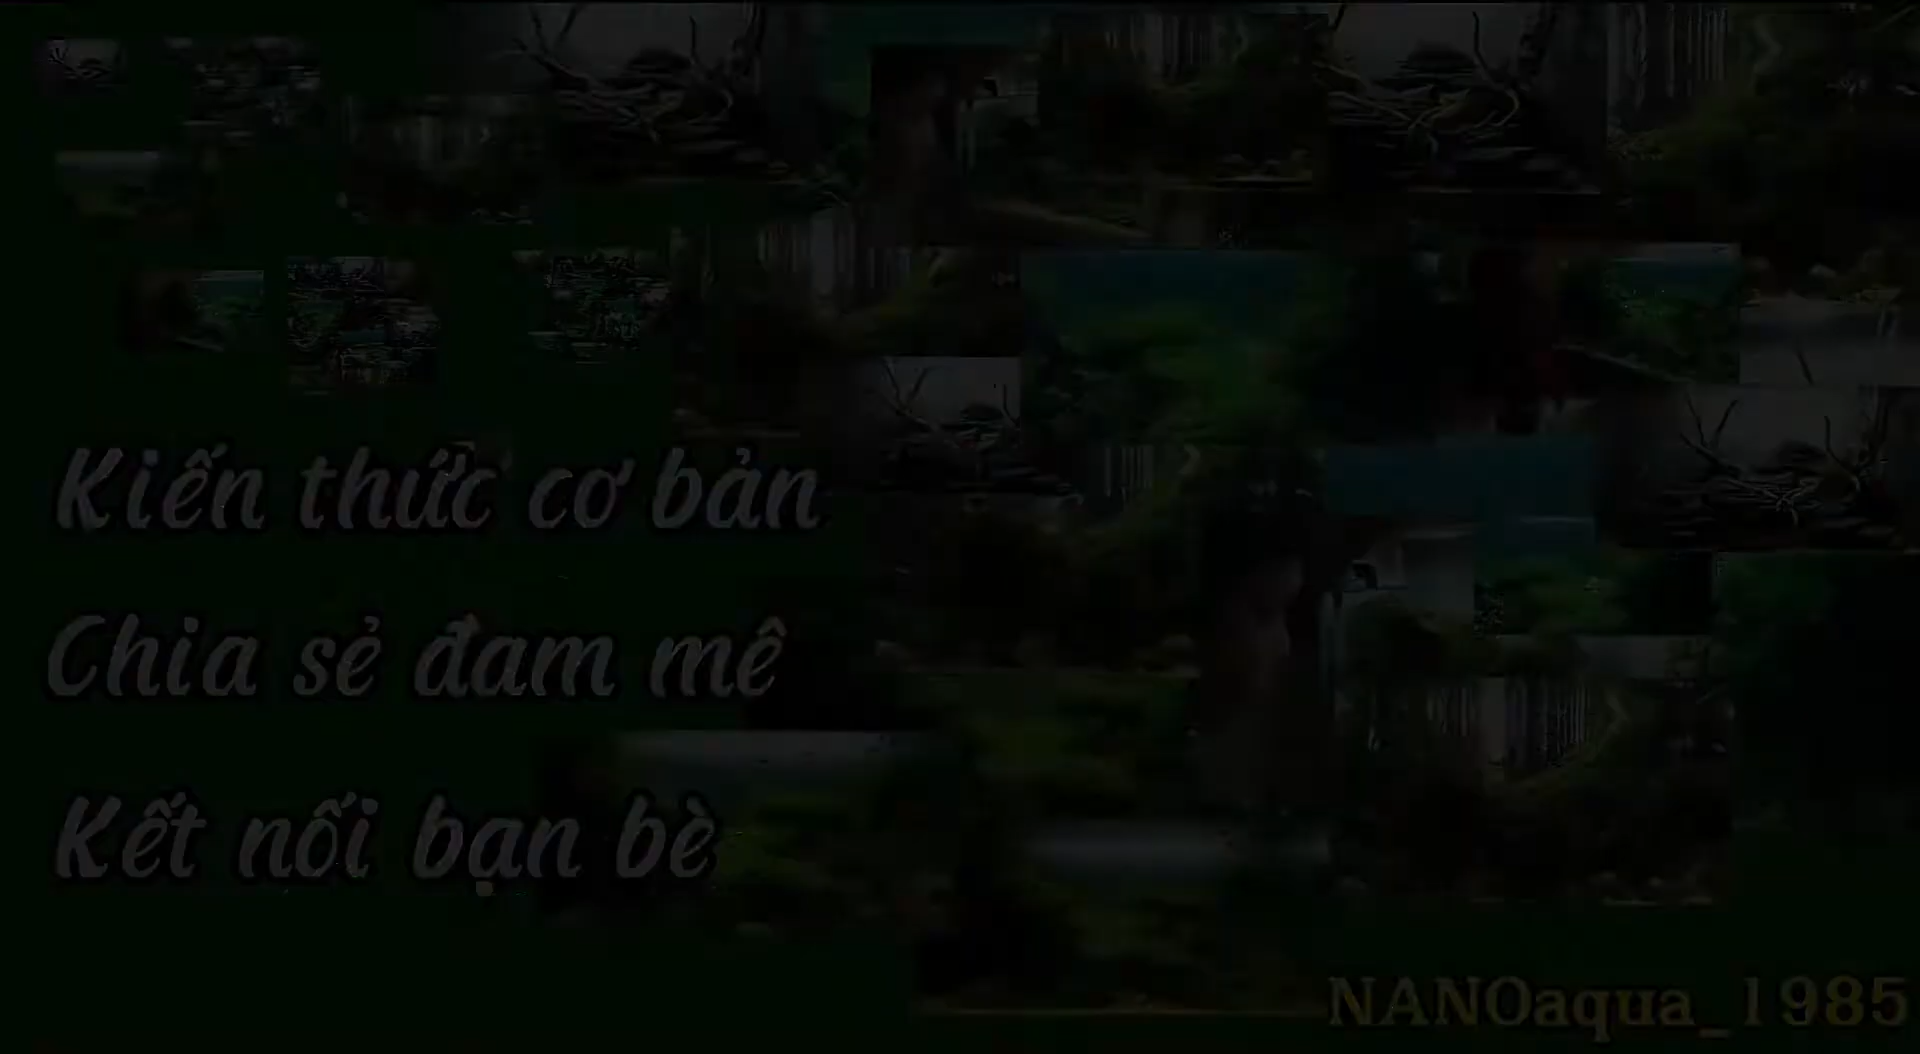 Kiến thức cơ bản
Chia sẻ đam mê
Kết nối bạn bè
NANOaqua_1985